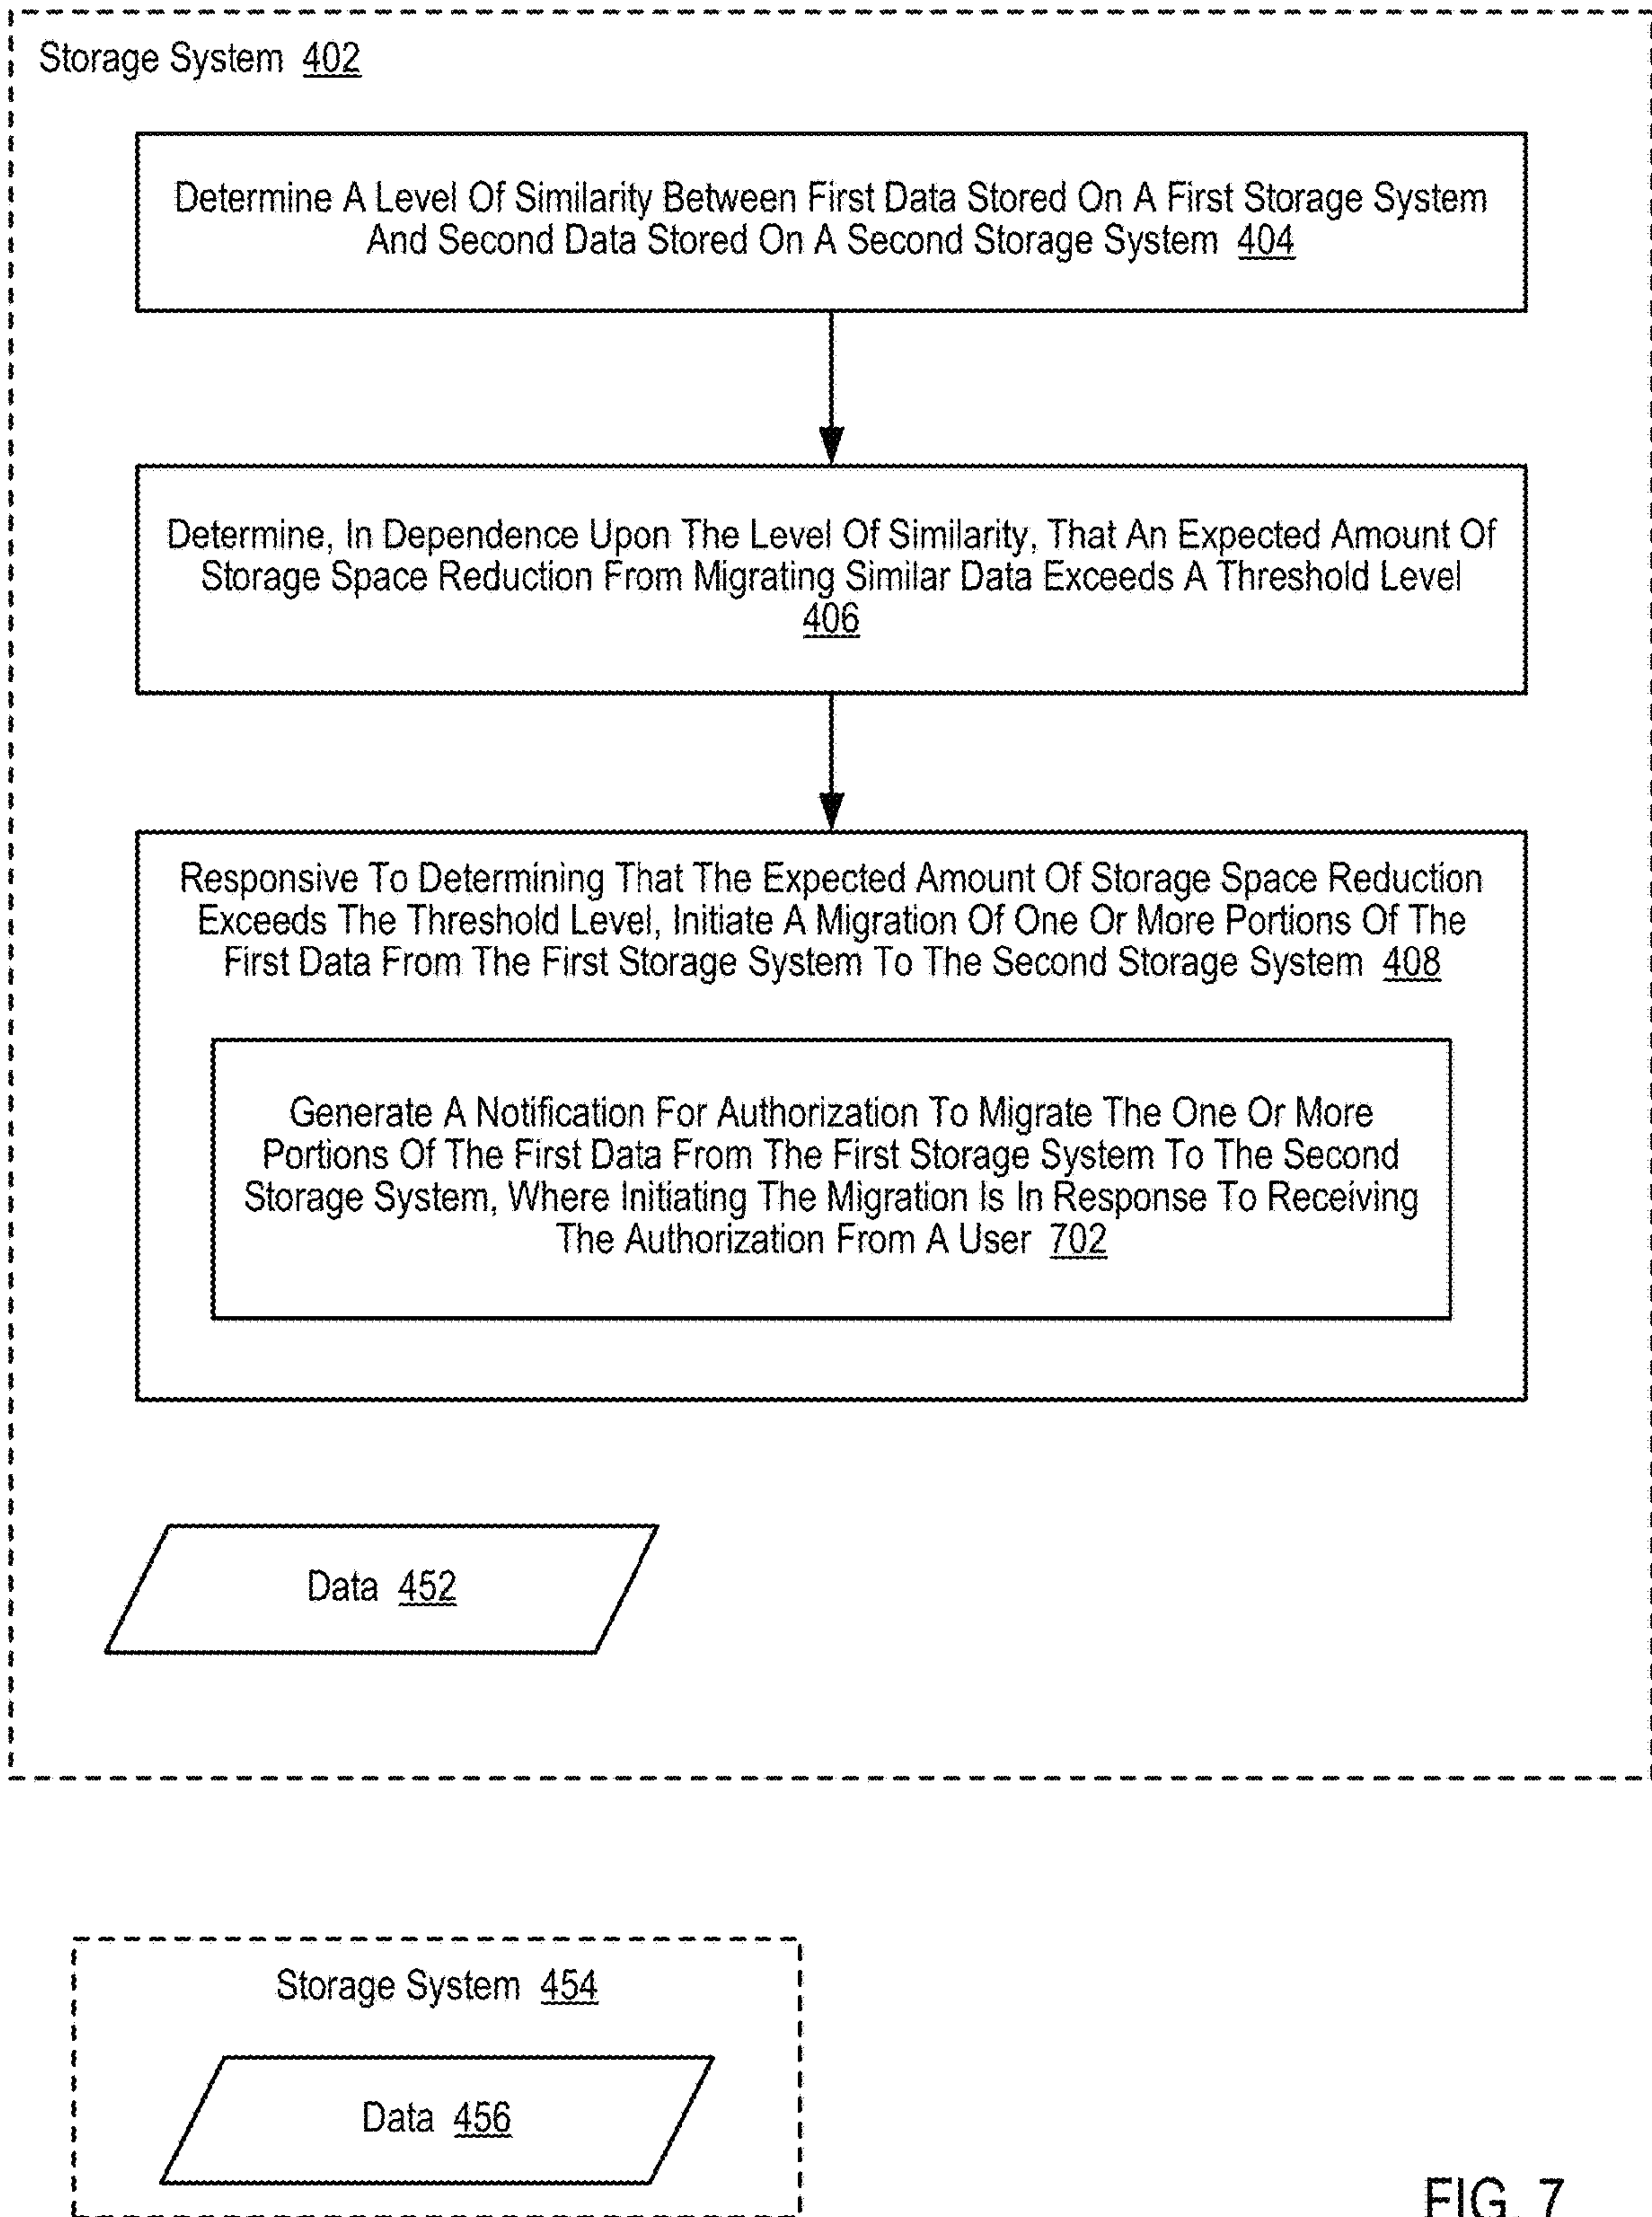 Storage System 402
Determine A Level Of Similarity Between First Data Stored On A First Storage System
And Second Data Stored On A Second Storage System 404
Determine, In Dependence Upon The Level Of Similarity, That An Expected Amount Of
Storage Space Reduction From Migrating Similar Data Exceeds A Threshold Level
406
Responsive To Determining That The Expected Amount Of Storage Space Reduction
Exceeds The Threshold Level, Initiate A Migration Of One Or More Portions Of The
First Data From The First Storage System To The Second Storage System 408
Generate A Notification For Authorization To Migrate The One Or More
Portions Of The First Data From The First Storage System To The Second
Storage System, Where Initiating The Migration Is In Response To Receiving
The Authorization From A User 702
Data 452
Storage System 454
Data 456
FIG. 7